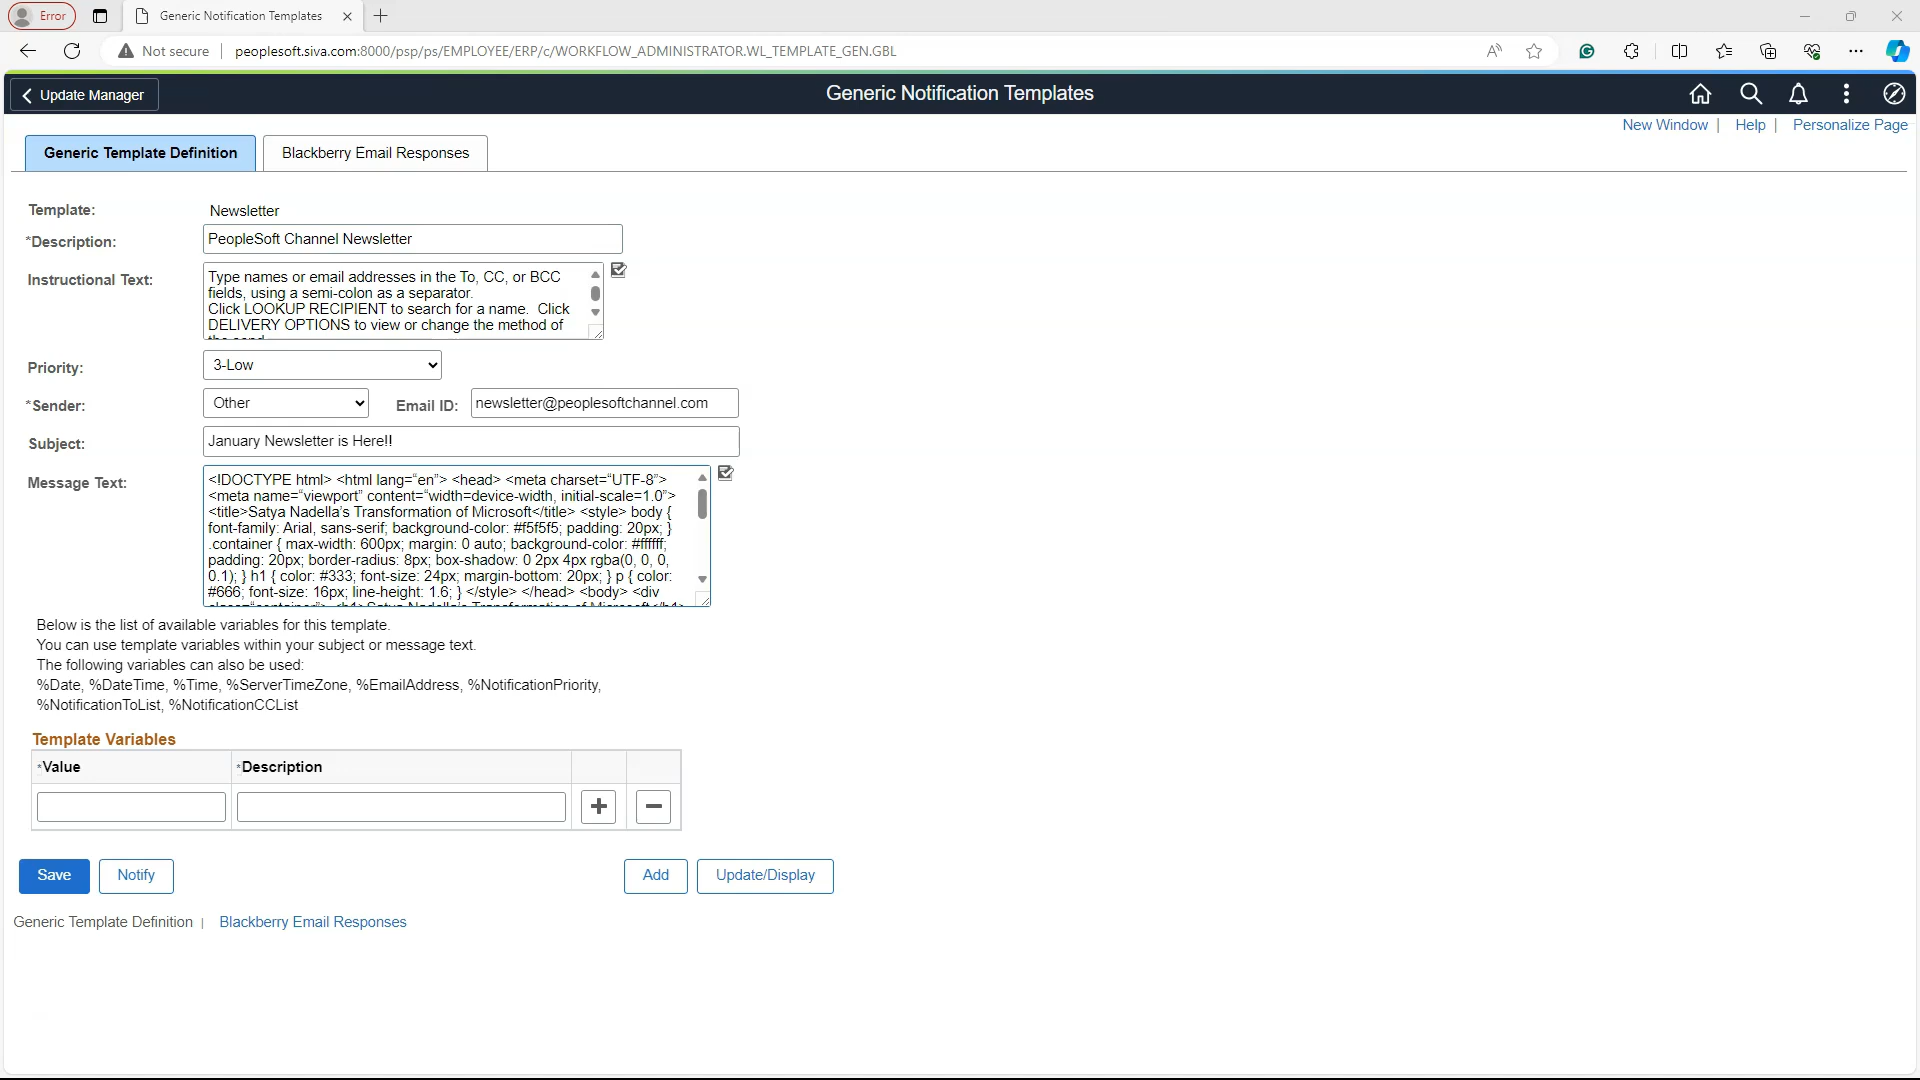 Error
Generic Notification Templates
Not secure
peoplesoft.siva.com:8000/psp/ps/EMPLOYEE/ERP/c/WORKFLOW_ADMINISTRATOR.WL_TEMPLATE_GEN.GBL
Update Manager
Generic Notification Templates
New Window | Help | Personalize Page
Generic Template Definition
Blackberry Email Responses
Template: Newsletter
*Description: PeopleSoft Channel Newsletter
Instructional Text:
Type names or email addresses in the To, CC, or BCC
fields, using a semi-colon as a separator.
Click LOOKUP RECIPIENT to search for a name. Click
DELIVERY OPTIONS to view or change the method of
the send
Priority: 3-Low
*Sender: Other Email ID: newsletter@peoplesoftchannel.com
Subject: January Newsletter is Here!!
Message Text:
<!DOCTYPE html> <html lang=“en”> <head> <meta charset=“UTF-8”>
<meta name=“viewport” content=“width=device-width, initial-scale=1.0”>
<title>Satya Nadella’s Transformation of Microsoft</title> <style> body {
font-family: Arial, sans-serif; background-color: #f5f5f5; padding: 20px; }
.container { max-width: 600px; margin: 0 auto; background-color: #ffffff;
padding: 20px; border-radius: 8px; box-shadow: 0 2px 4px rgba(0, 0, 0,
0.1); } h1 { color: #333; font-size: 24px; margin-bottom: 20px; } p { color:
#666; font-size: 16px; line-height: 1.6; } </style> </head> <body> <div
class=“container”> <h1>Satya Nadella’s Transformation of Microsoft</h1>
Below is the list of available variables for this template.
You can use template variables within your subject or message text.
The following variables can also be used:
%Date, %DateTime, %Time, %ServerTimeZone, %EmailAddress, %NotificationPriority,
%NotificationToList, %NotificationCCList
Template Variables
*Value *Description
Save
Notify
Add
Update/Display
Generic Template Definition | Blackberry Email Responses